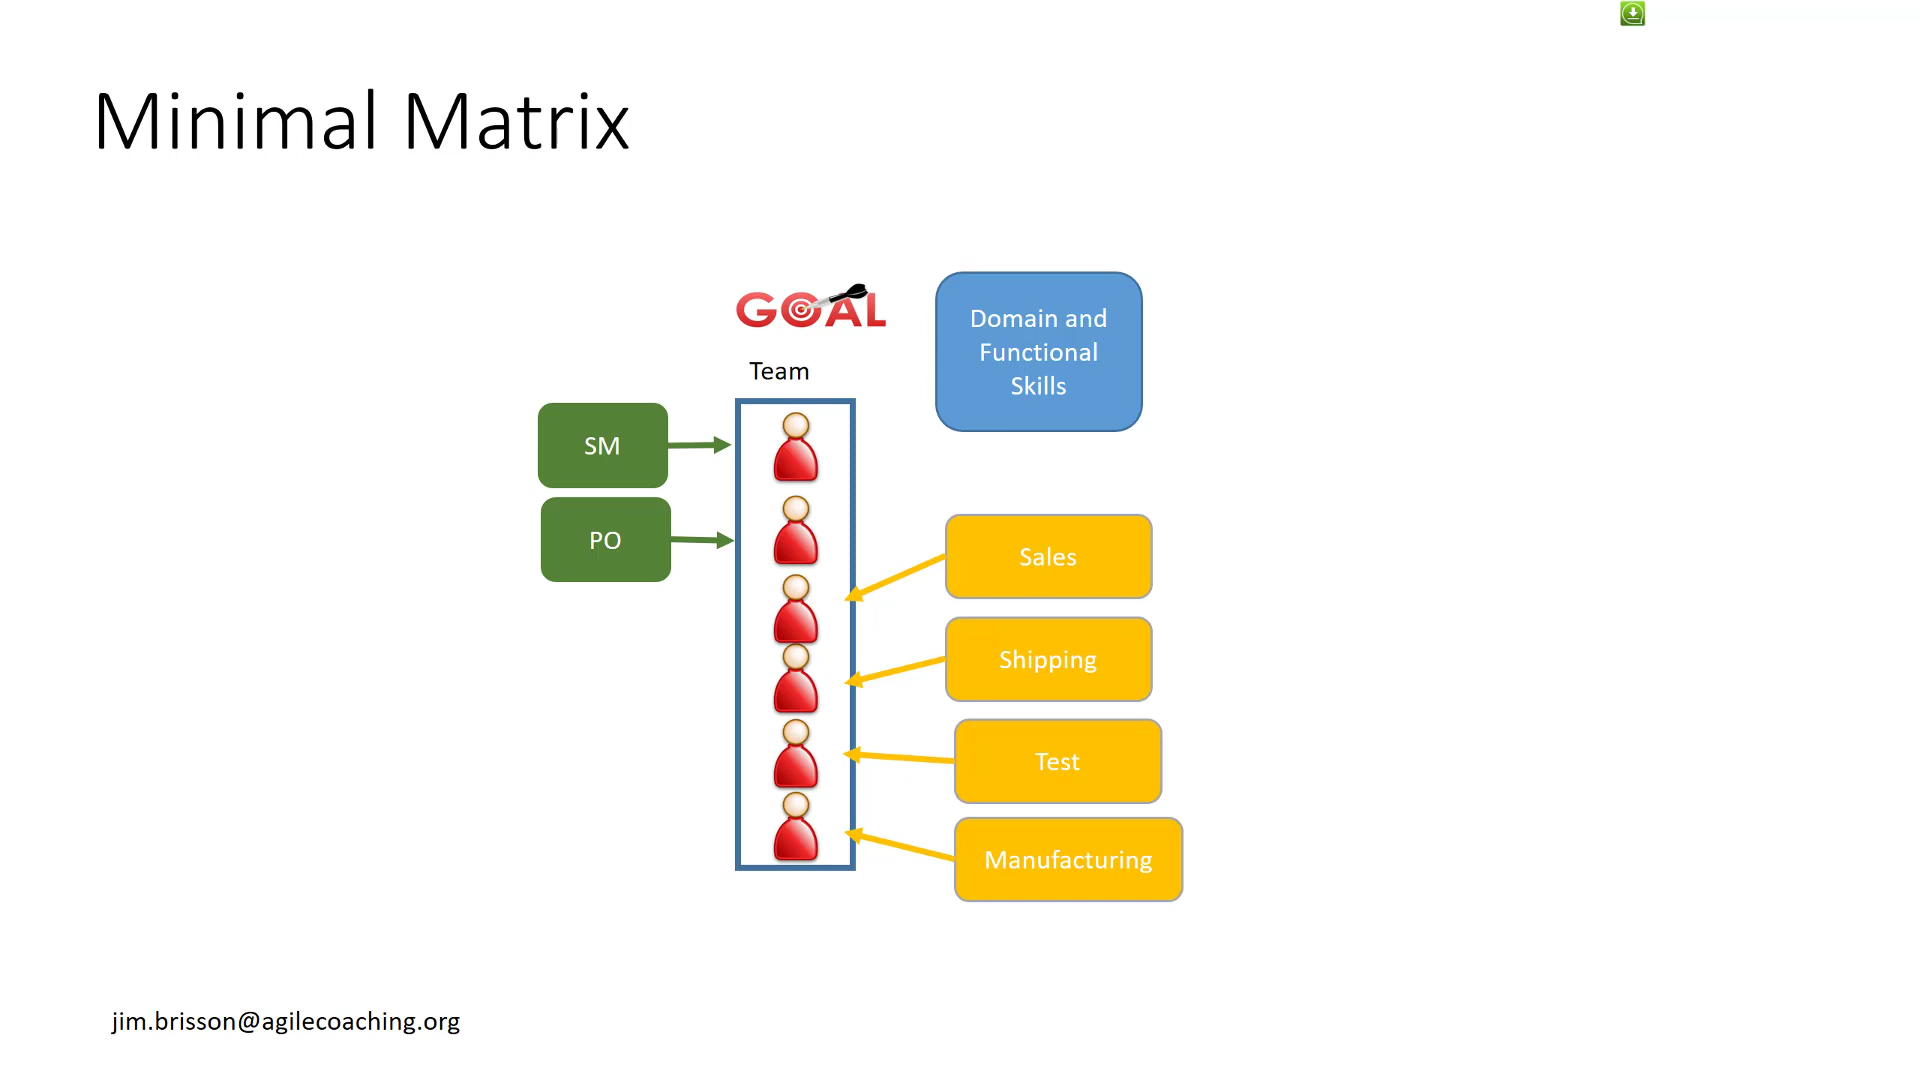 Minimal Matrix
GOAL
Domain and
Functional
Skills
Team
SM
PO
Sales
Shipping
Test
Manufacturing
jim.brisson@agilecoaching.org